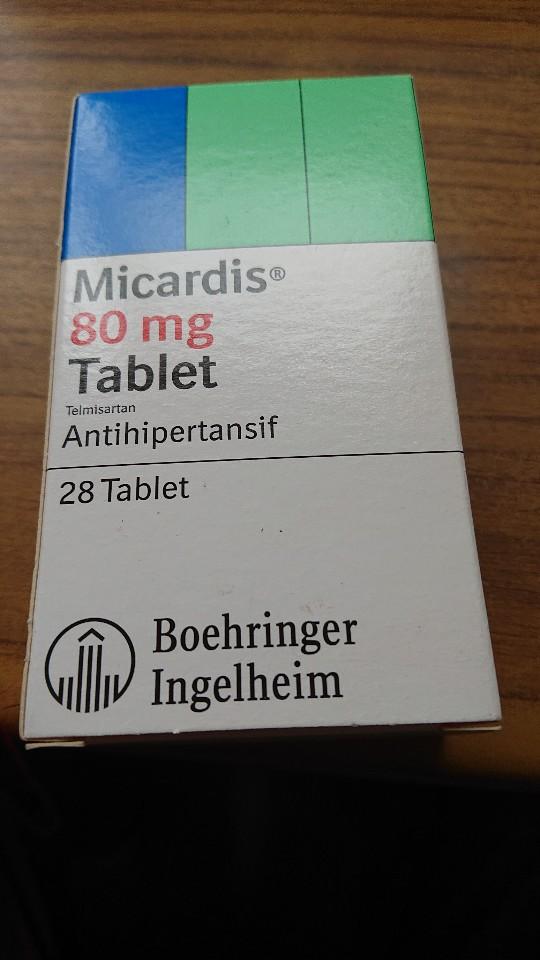 Micardis®
80 mg
Tablet
Telmisartan
Antihipertansif
28 Tablet
Boehringer
Ingelheim